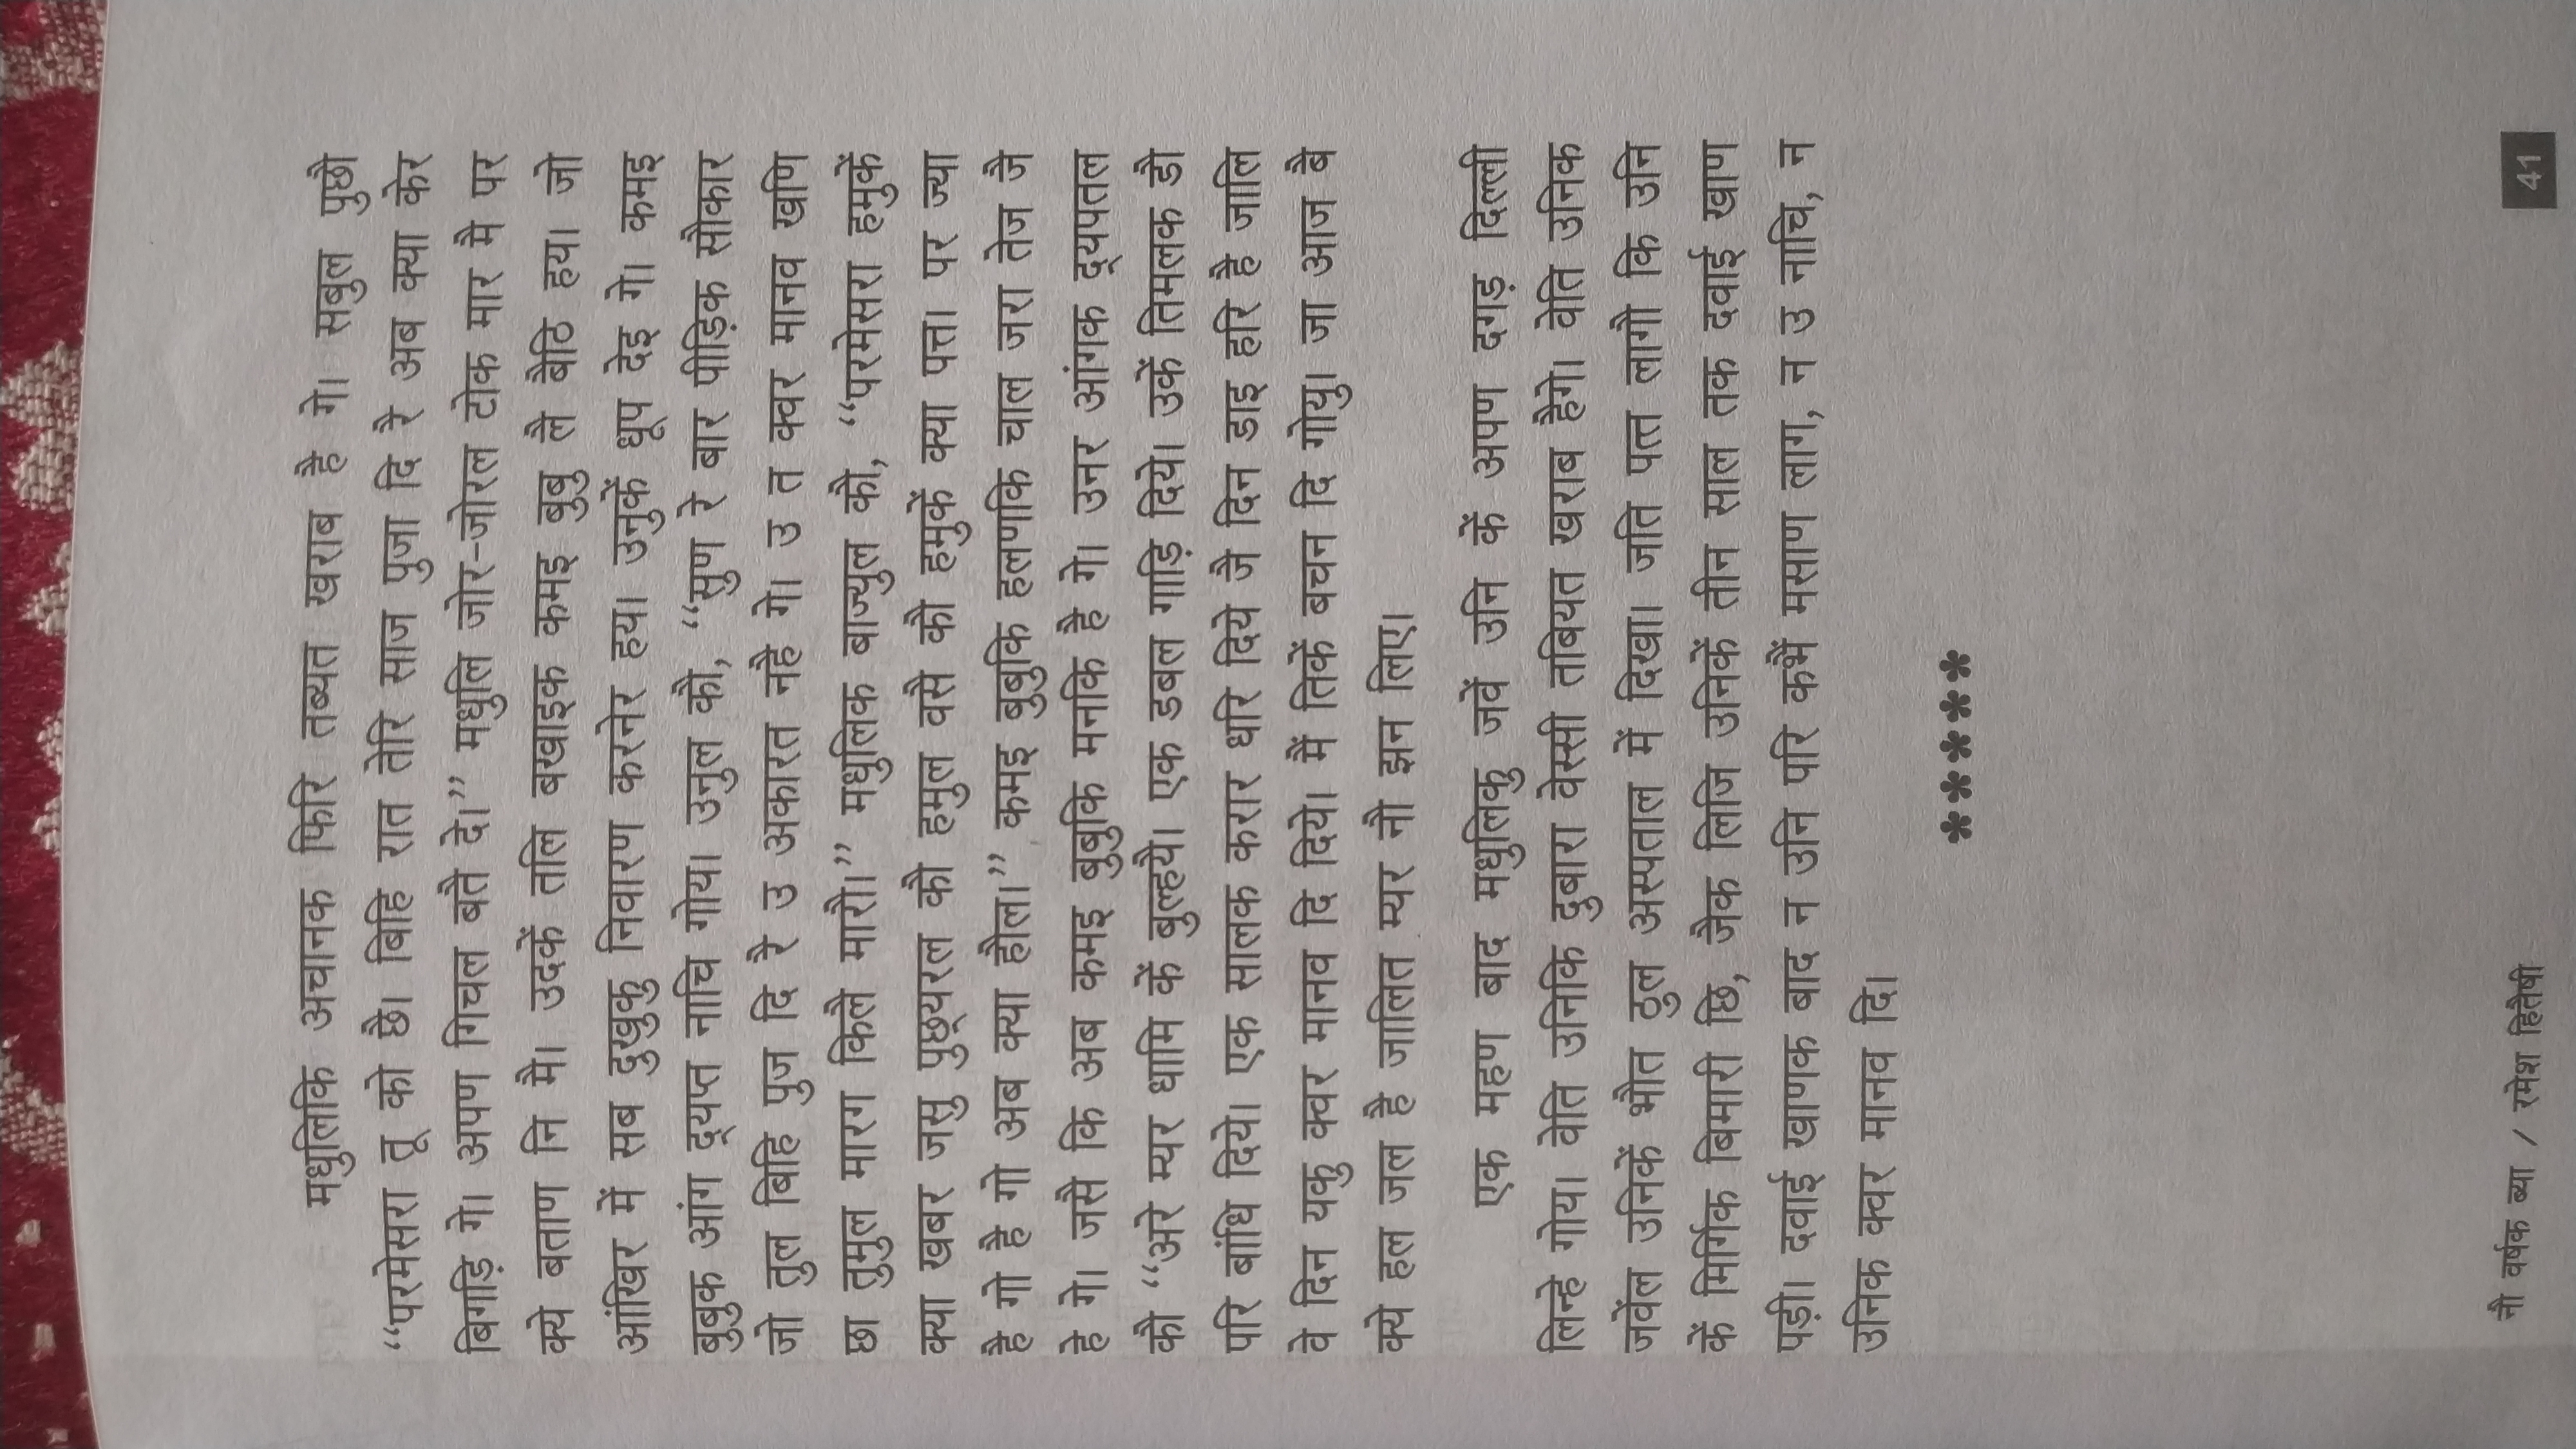 मधुलिकि अचानक फिरि तब्यत खराब है गे। सबुल पुछौ
“परमेसरा तू को छै। बिहि रात तेरि साज पुजा दि रै अब क्या केर
बिगड़ि गे। अपण गिचल बतै दे।” मधुलि जोर-जोरल टोक मार मै पर
क्ये बताण नि मै। उदकें तलि बखाइक कमइ बुबु लै बैठि हय। जो
आंखिर में सब दुखुकु निवारण करनेर हय। उनुकें धूप देइ गे। कमइ
बुबुक आंग द्‌यप्त नाचि गोय। उनुल कौ, “सुण रे बार पीड़िक सौकार
जो तुल बिहि पुज दि रै उ अकारत नहै गे। उ त क्वर मानव खणि
छा तुमुल मारग किलै मारौ।” मधुलिक बाज्युल कौ, “परमेसरा हमुकें
क्या खबर जसु पुछ्‌यरल कौ हमुल वसै कौ हमुकें क्या पत्त। पर ज्या
है गो है गो अब क्या हौल।” कमइ बुबुकि हलणकि चाल जरा तेज जै
हे गे। जसै कि अब कमइ बुबुकि मनकि है गे। उनर आंगक द्‌यपतल
कौ “अरे म्यर धामि कें बुल्हयै। एक डबल गाड़ि दिये। उकें तिमलक डौ
परि बांधि दिये। एक सालक करार धरि दिये जै दिन डाइ हरि है जालि
वे दिन यकु क्वर मानव दि दिये। मैं तिकें बचन दि गोयु। जा आज बै
क्ये हल जल है जालित म्यर नौ झन लिए।
एक महण बाद मधुलिकु जवें उनि कें अपण दगड़ दिल्ली
लिन्हे गोय। वेति उनिकि दुबारा वेस्सी तबियत खराब हैगे। वेति उनिक
जवेंल उनिकें भौत ठुल अस्पताल में दिखा। जति पत्त लागौ कि उनि
कें मिर्गिक बिमारी छि, जैक लिजि उनिकें तीन साल तक दवाई खाण
पड़ी। दवाई खाणक बाद न उनि परि कभैं मसाण लाग, न उ नाचि, न
उनिक क्वर मानव दि।
*****
नौ वर्षक ब्या / रमेश हितैषी
41